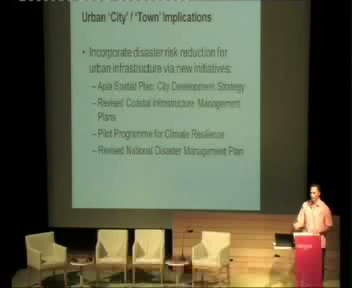 Urban 'City' / 'Town' Implications
• Incorporate disaster risk reduction for
urban infrastructure via new initiatives:
– Apia Spatial Plan: City Development Strategy
– Revised Coastal Infrastructure Management
Plans
– Pilot Programme for Climate Resilience
– Revised National Disaster Management Plan